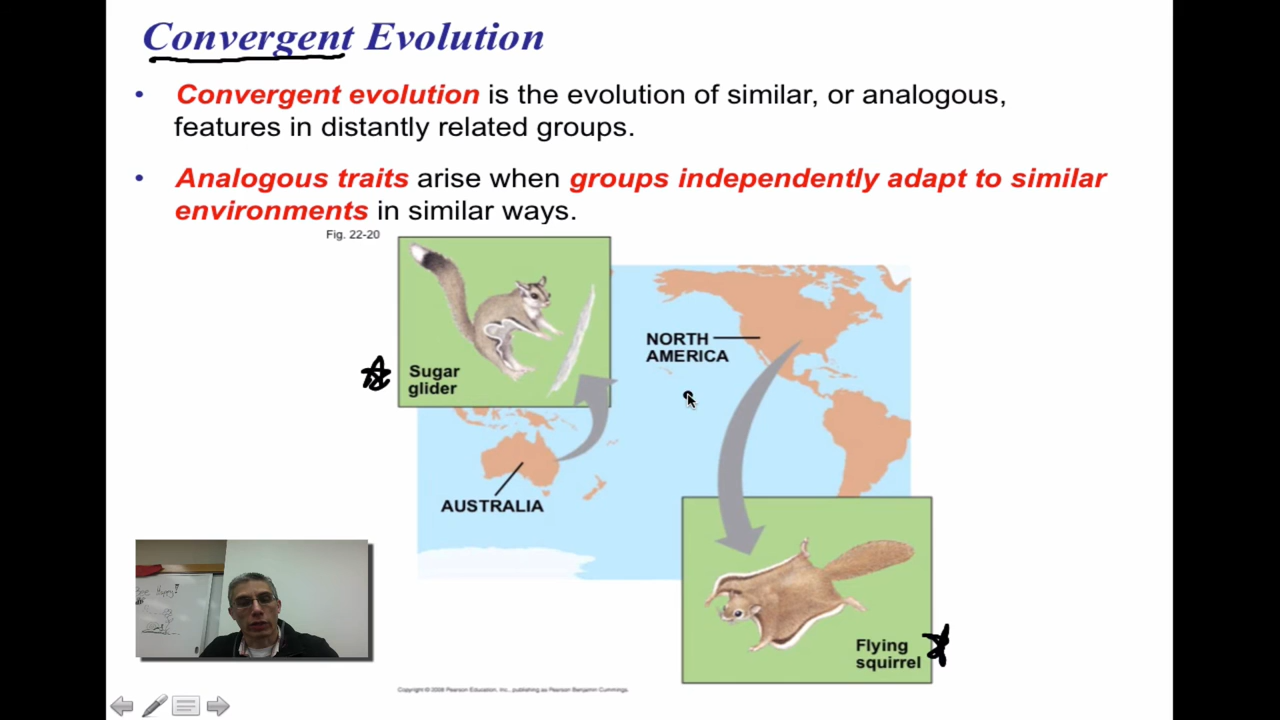 Convergent Evolution
• Convergent evolution is the evolution of similar, or analogous,
features in distantly related groups.
• Analogous traits arise when groups independently adapt to similar
environments in similar ways.
Fig. 22-20
Sugar
glider
NORTH
AMERICA
AUSTRALIA
Flying
squirrel
Copyright © 2008 Pearson Education, Inc., publishing as Pearson Benjamin Cummings.